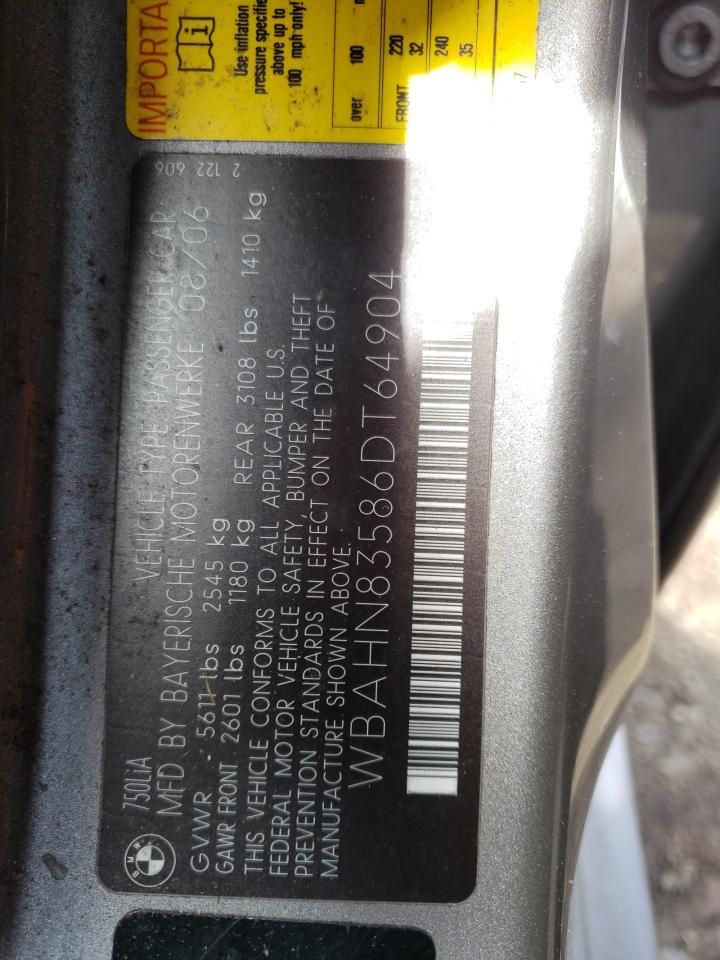 IMPORTA
Use inflation
pressure specifie
above up to
100 mph only!
over 100
220
FRONT 32
240
35
BMW
750LiA
2 122 606
VEHICLE TYPE PASSENGER CAR
MFD BY BAYERISCHE MOTORENWERKE 08/06
GVWR - 5611 lbs 2545 kg
GAWR FRONT 2601 lbs 1180 kg REAR 3108 lbs 1410 kg
THIS VEHICLE CONFORMS TO ALL APPLICABLE U.S.
FEDERAL MOTOR VEHICLE SAFETY, BUMPER AND THEFT
PREVENTION STANDARDS IN EFFECT ON THE DATE OF
MANUFACTURE SHOWN ABOVE.
WBAHN83586DT64904